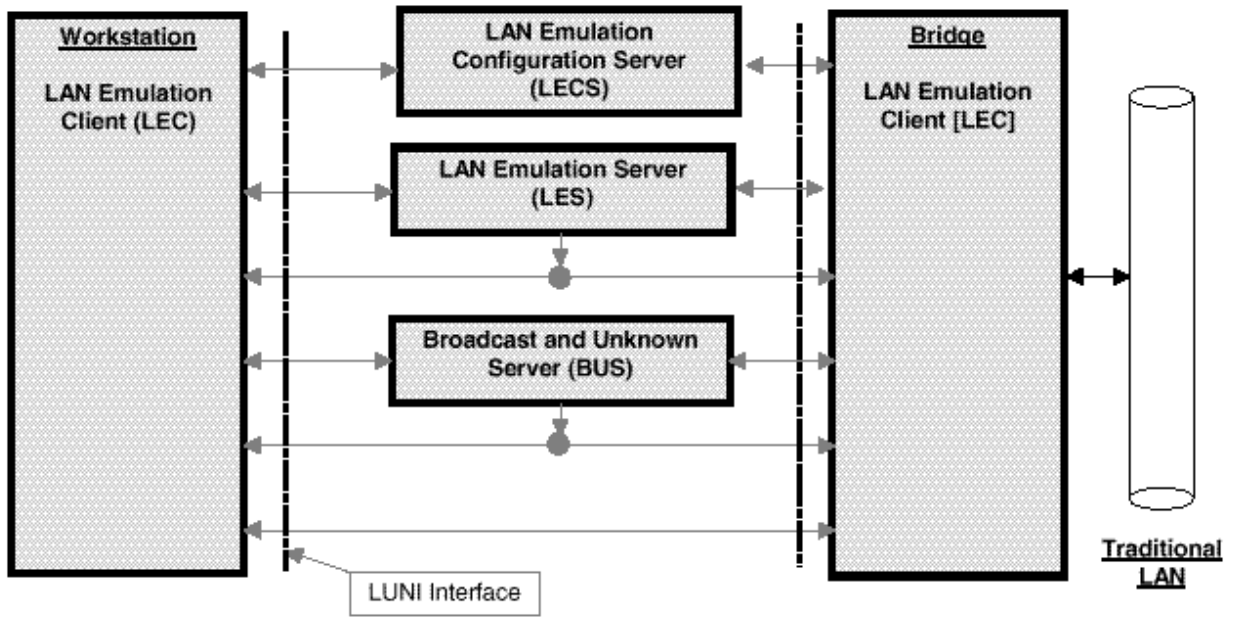 Workstation
LAN Emulation
Client (LEC)
LAN Emulation
Configuration Server
(LECS)
LAN Emulation Server
(LES)
Broadcast and Unknown
Server (BUS)
LUNI Interface
Bridge
LAN Emulation
Client [LEC]
Traditional
LAN